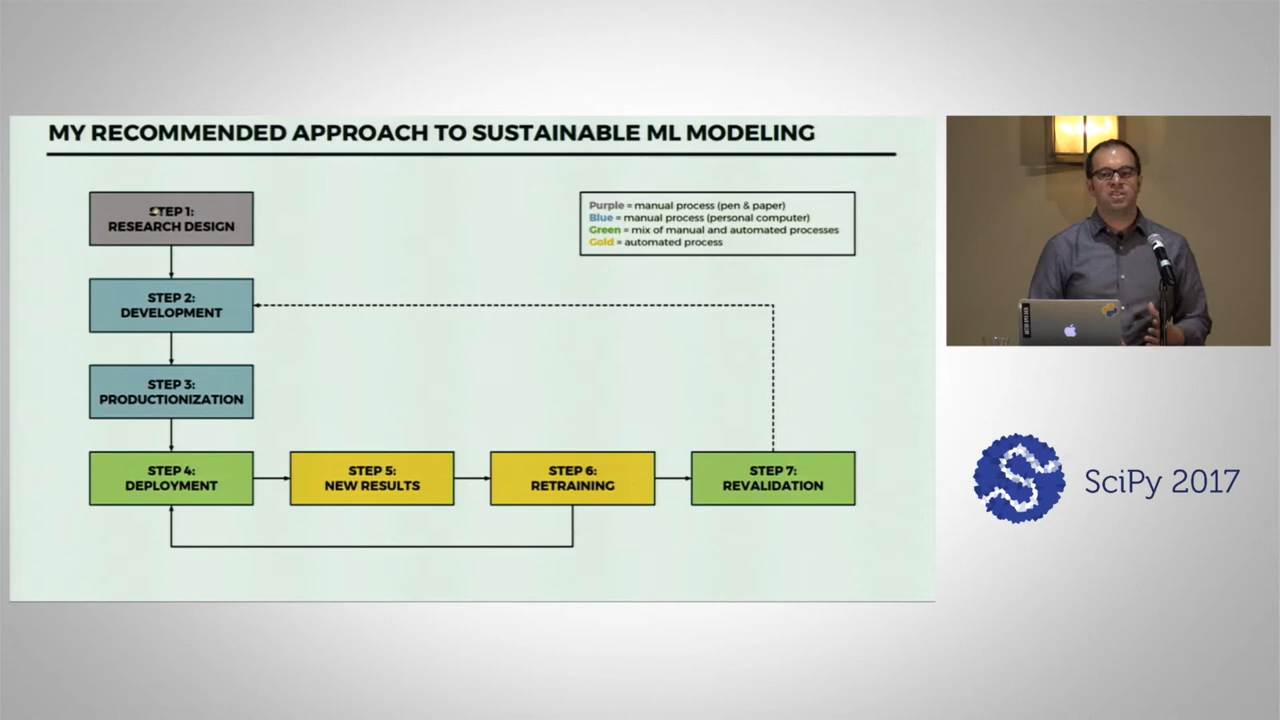 MY RECOMMENDED APPROACH TO SUSTAINABLE ML MODELING
STEP 1:
RESEARCH DESIGN
Purple = manual process (pen & paper)
Blue = manual process (personal computer)
Green = mix of manual and automated processes
Gold = automated process
STEP 2:
DEVELOPMENT
STEP 3:
PRODUCTIONIZATION
STEP 4:
DEPLOYMENT
STEP 5:
NEW RESULTS
STEP 6:
RETRAINING
STEP 7:
REVALIDATION
SciPy 2017